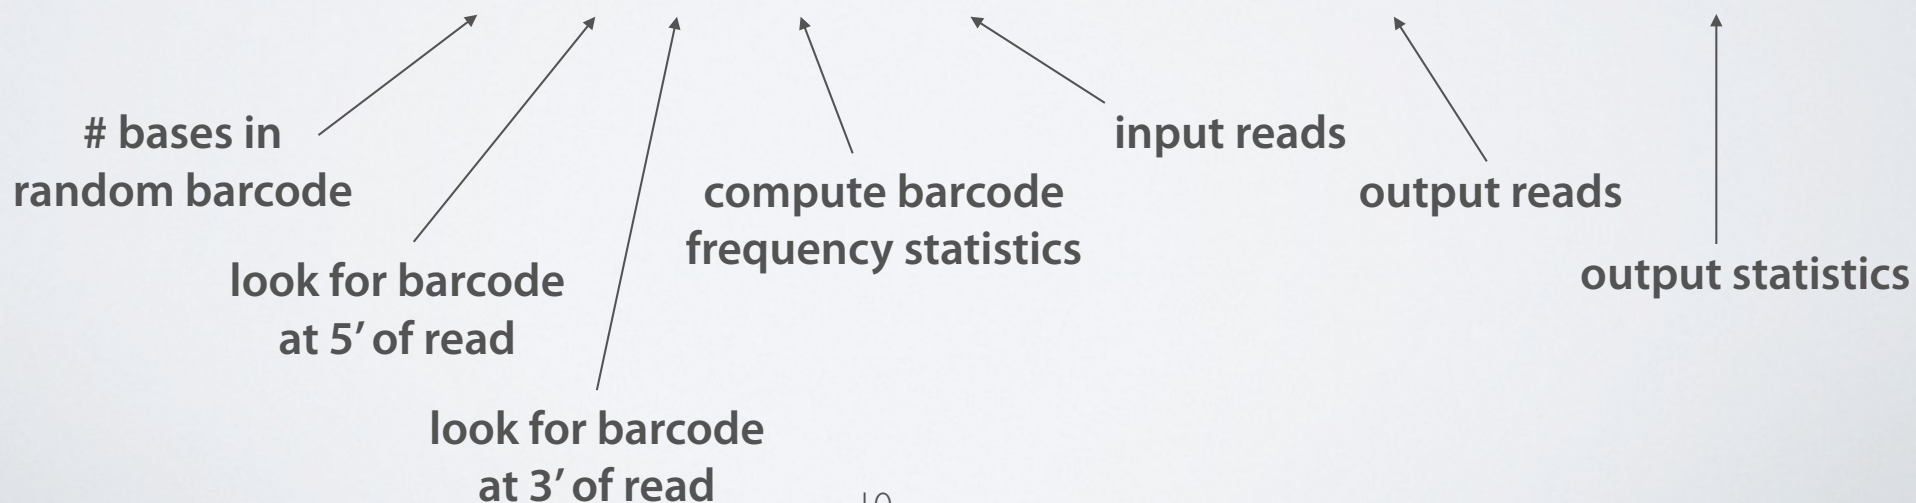 # bases in
random barcode
look for barcode
at 5’ of read
look for barcode
at 3’ of read
compute barcode
frequency statistics
input reads
output reads
output statistics